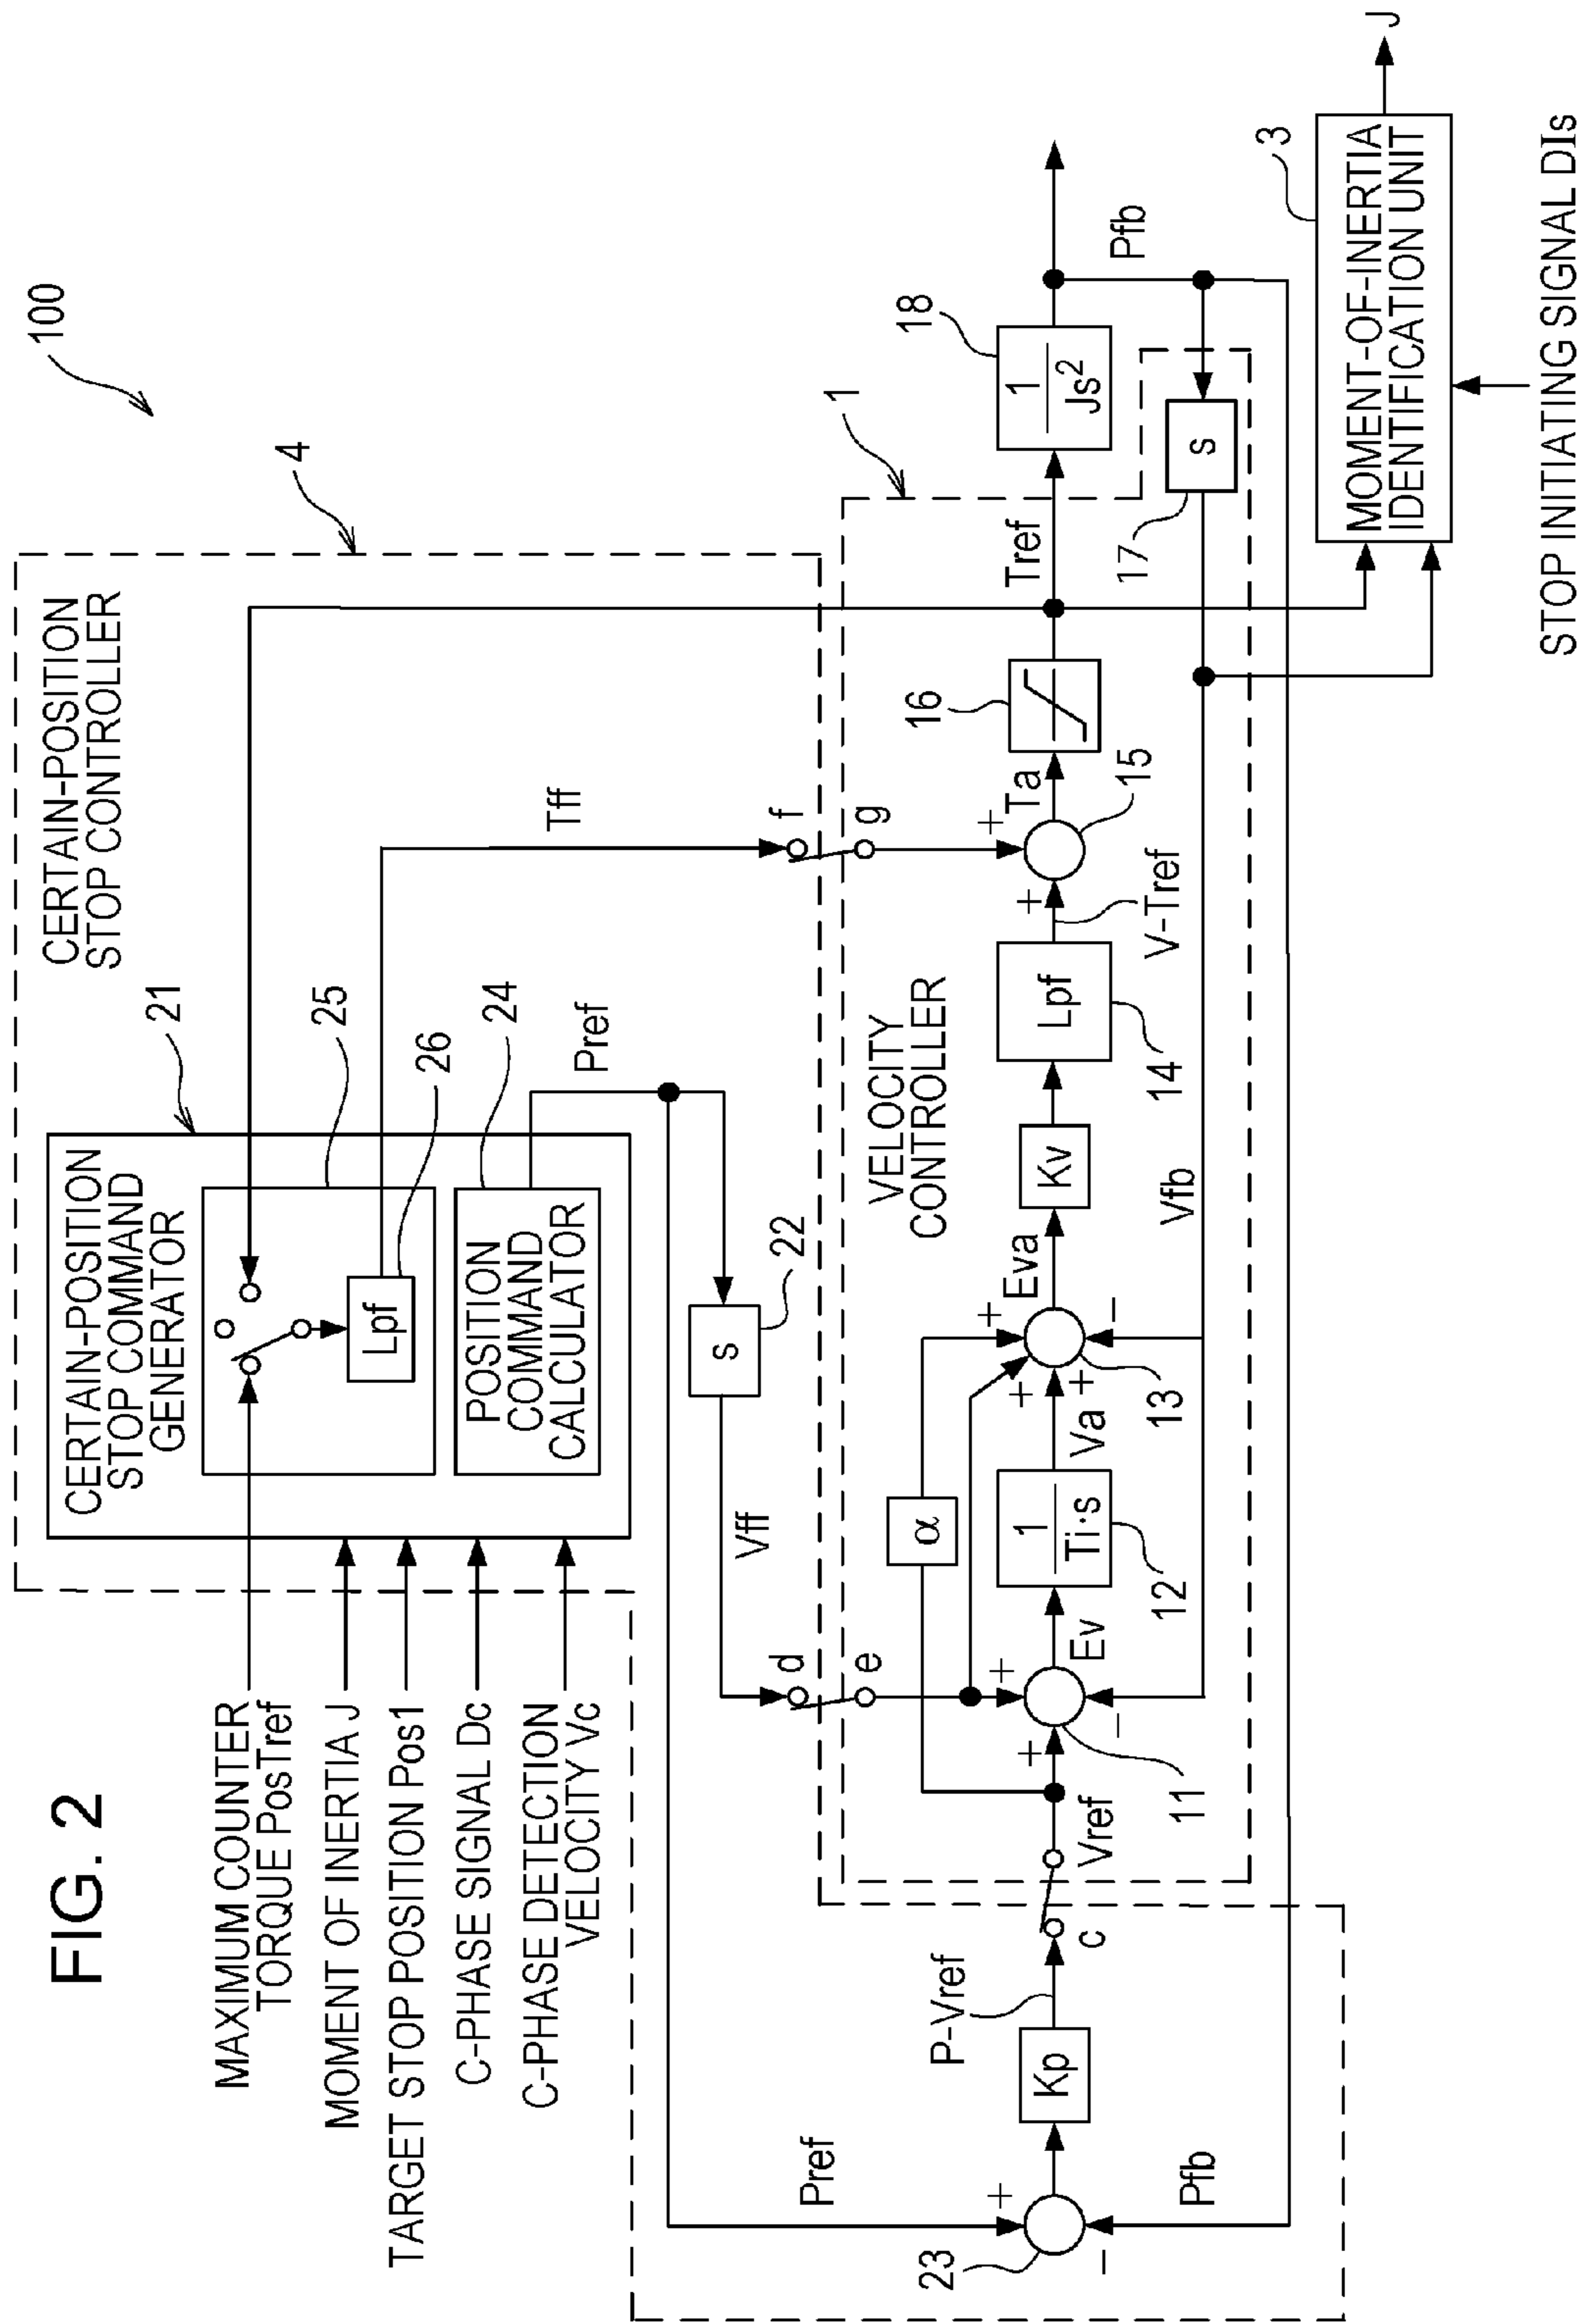 FIG. 2
100
CERTAIN-POSITION
STOP CONTROLLER
4
CERTAIN-POSITION
STOP COMMAND
GENERATOR
21
25
Lpf
26
POSITION
COMMAND
CALCULATOR
24
MAXIMUM COUNTER
TORQUE PosTref
MOMENT OF INERTIA J
TARGET STOP POSITION Pos1
C-PHASE SIGNAL Dc
C-PHASE DETECTION
VELOCITY Vc
Tff
Pref
s
22
Vff
d
e
f
g
VELOCITY
CONTROLLER
1
Pref
+
−
23
Pfb
Kp
P-Vref
c
Vref
+
+
−
11
Ev
α
1
Ti·s
12
Va
+
+
+
−
13
Eva
Kv
Lpf
14
V-Tref
+
+
15
Ta
16
Tref
1
Js2
18
Pfb
s
17
Vfb
MOMENT-OF-INERTIA
IDENTIFICATION UNIT
3
J
STOP INITIATING SIGNAL DIs